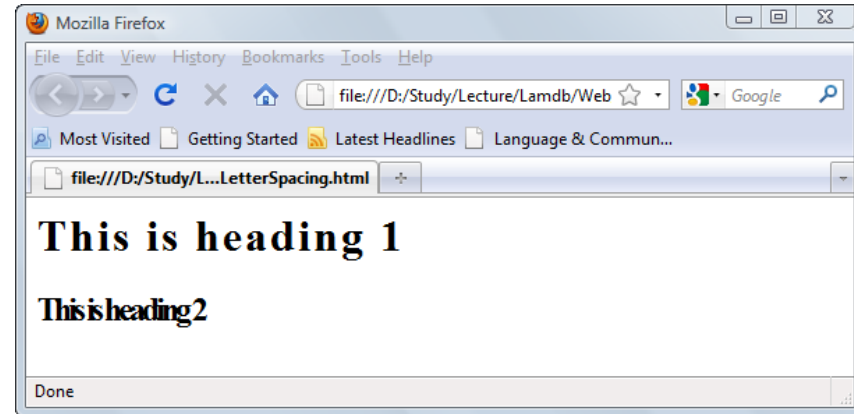 Mozilla Firefox
File Edit View History Bookmarks Tools Help
file:///D:/Study/Lecture/Lamdb/Web Google
Most Visited Getting Started Latest Headlines Language & Commun...
file:///D:/Study/L...LetterSpacing.html
This is heading 1
This is heading 2
Done